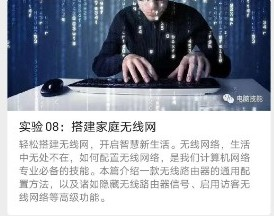 电脑技能
实验 08：搭建家庭无线网
轻松搭建无线网，开启智慧新生活。无线网络，生活
中无处不在，如何配置无线网络，是我们计算机网络
专业必备的技能。本篇介绍一款无线路由器的通用配
置方法，以及诸如隐藏无线路由器信号、启用访客无
线网络等高级功能。